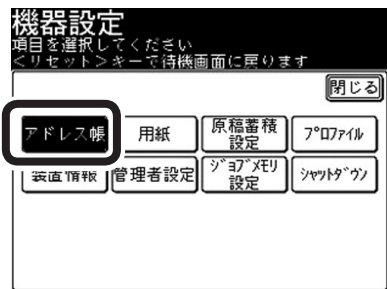 機器設定
項目を選択してください
<リセット>キーで待機画面に戻ります
閉じる
アドレス帳
用紙
原稿蓄積
設定
プロファイル
装置情報
管理者設定
ジョブメモリ
設定
シャットダウン